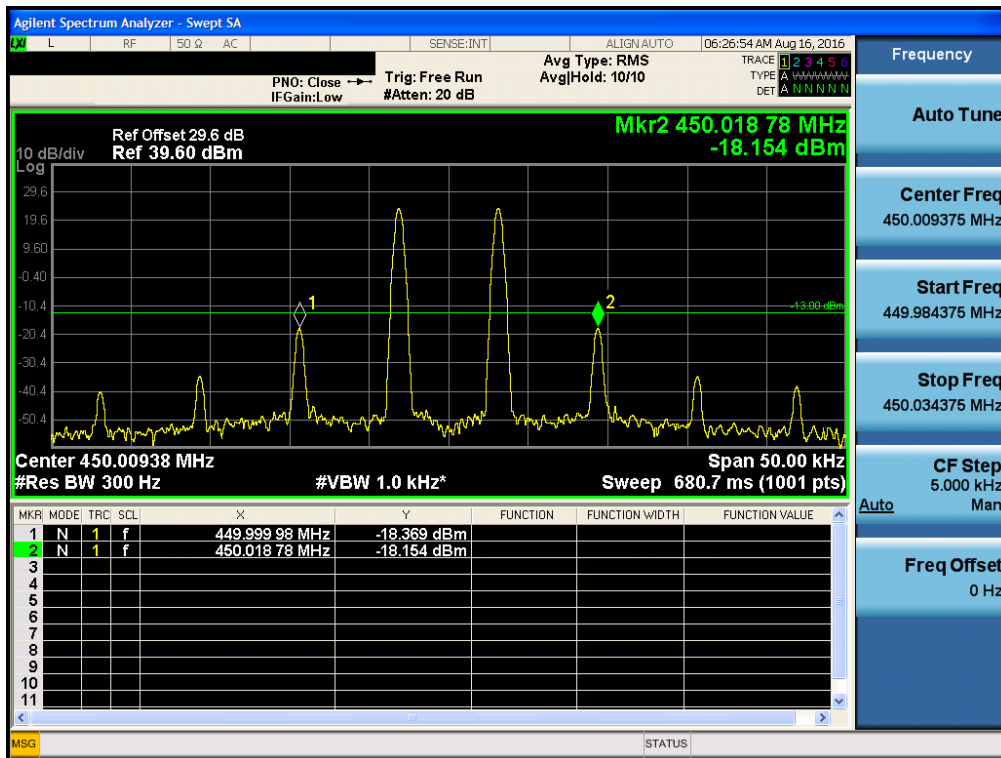 Agilent Spectrum Analyzer - Swept SA
LXI L RF 50 Ω AC SENSE:INT ALIGN AUTO 06:26:54 AM Aug 16, 2016
Frequency
Avg Type: RMS
TRACE 1 2 3 4 5 6
PNO: Close Trig: Free Run Avg|Hold: 10/10
TYPE A WWWWW
IFGain:Low #Atten: 20 dB
DET A N N N N N
Auto Tune
Mkr2 450.018 78 MHz
-18.154 dBm
Ref Offset 29.6 dB
10 dB/div Ref 39.60 dBm
Log
29.6
19.6
9.60
-0.40
-10.4
-20.4
-30.4
-40.4
-50.4
1
2
-13.00 dBm
Center Freq
450.009375 MHz
Start Freq
449.984375 MHz
Stop Freq
450.034375 MHz
Center 450.00938 MHz Span 50.00 kHz
#Res BW 300 Hz #VBW 1.0 kHz* Sweep 680.7 ms (1001 pts)
CF Step
5.000 kHz
Auto Man
MKR MODE TRC SCL X Y FUNCTION FUNCTION WIDTH FUNCTION VALUE
1 N 1 f 449.999 98 MHz -18.369 dBm
2 N 1 f 450.018 78 MHz -18.154 dBm
3
4
5
6
7
8
9
10
11
Freq Offset
0 Hz
MSG STATUS